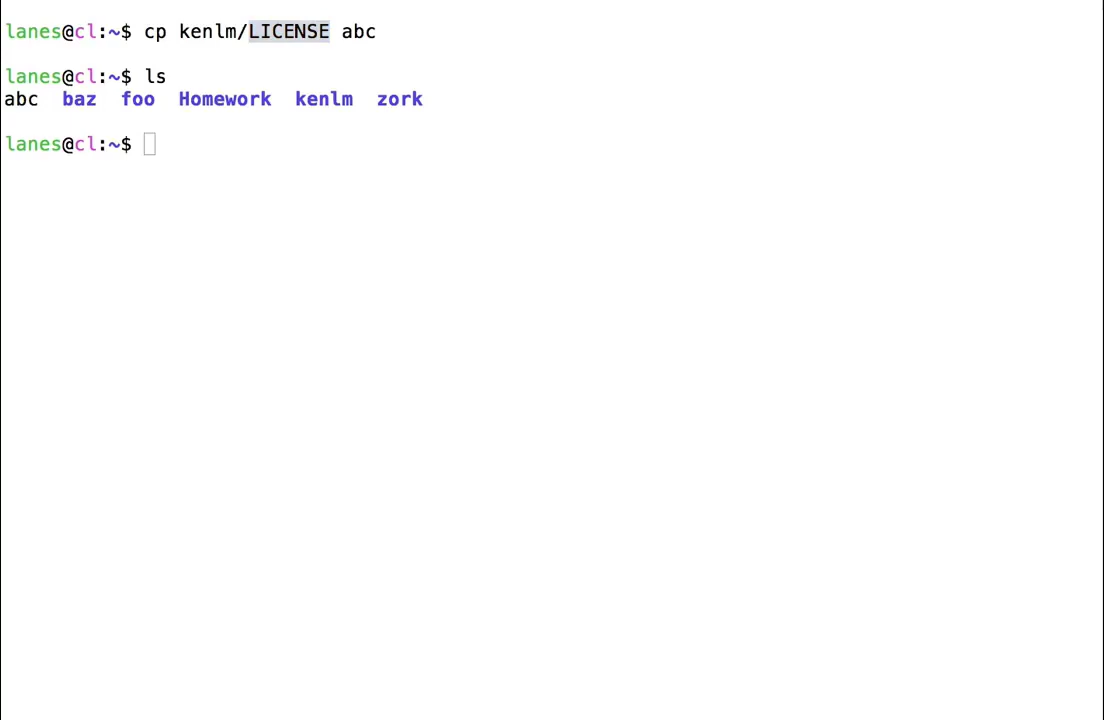 lanes@cl:~$ cp kenlm/LICENSE abc
lanes@cl:~$ ls
abc  baz  foo  Homework  kenlm  zork
lanes@cl:~$